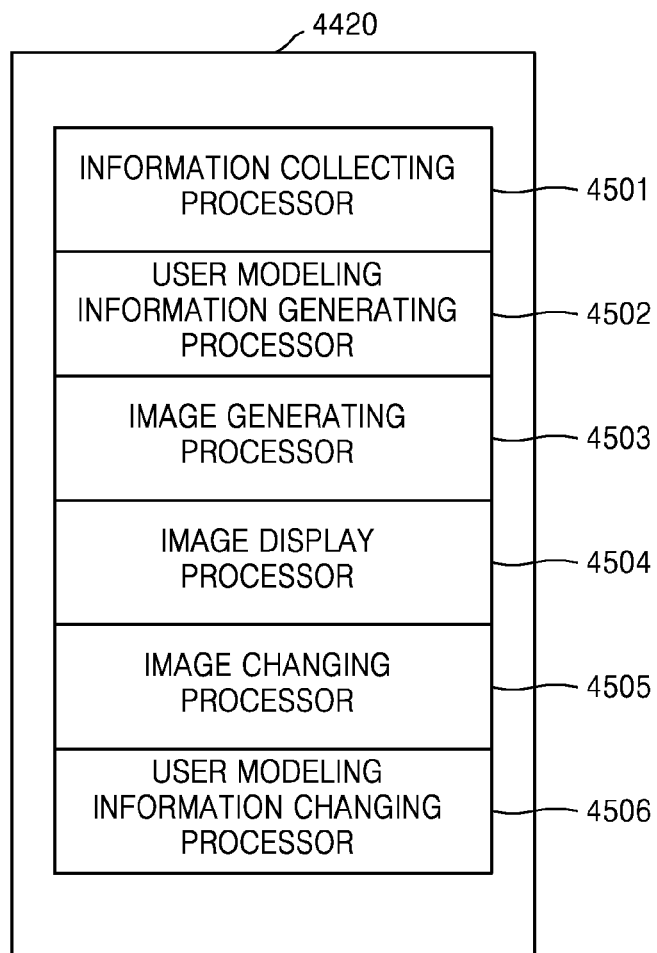 4420
INFORMATION COLLECTING
PROCESSOR
4501
USER MODELING
INFORMATION GENERATING
PROCESSOR
4502
IMAGE GENERATING
PROCESSOR
4503
IMAGE DISPLAY
PROCESSOR
4504
IMAGE CHANGING
PROCESSOR
4505
USER MODELING
INFORMATION CHANGING
PROCESSOR
4506